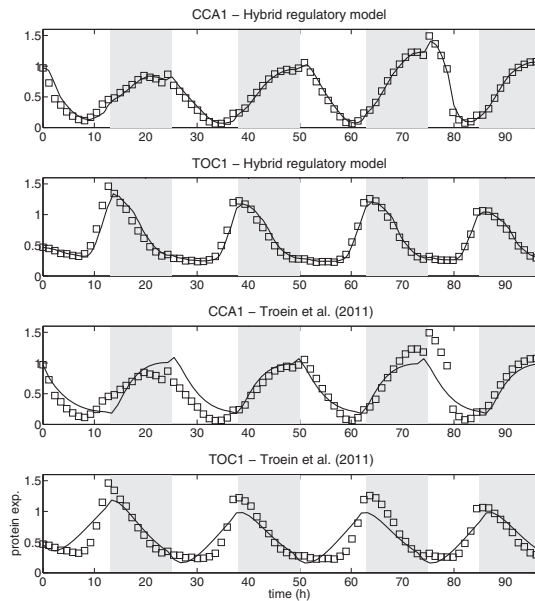 CCA1 – Hybrid regulatory model
1.5
1
0.5
0
0 10 20 30 40 50 60 70 80 90
TOC1 – Hybrid regulatory model
1.5
1
0.5
0
0 10 20 30 40 50 60 70 80 90
CCA1 – Troein et al. (2011)
1.5
1
0.5
0
0 10 20 30 40 50 60 70 80 90
TOC1 – Troein et al. (2011)
protein exp.
1.5
1
0.5
0
0 10 20 30 40 50 60 70 80 90
time (h)